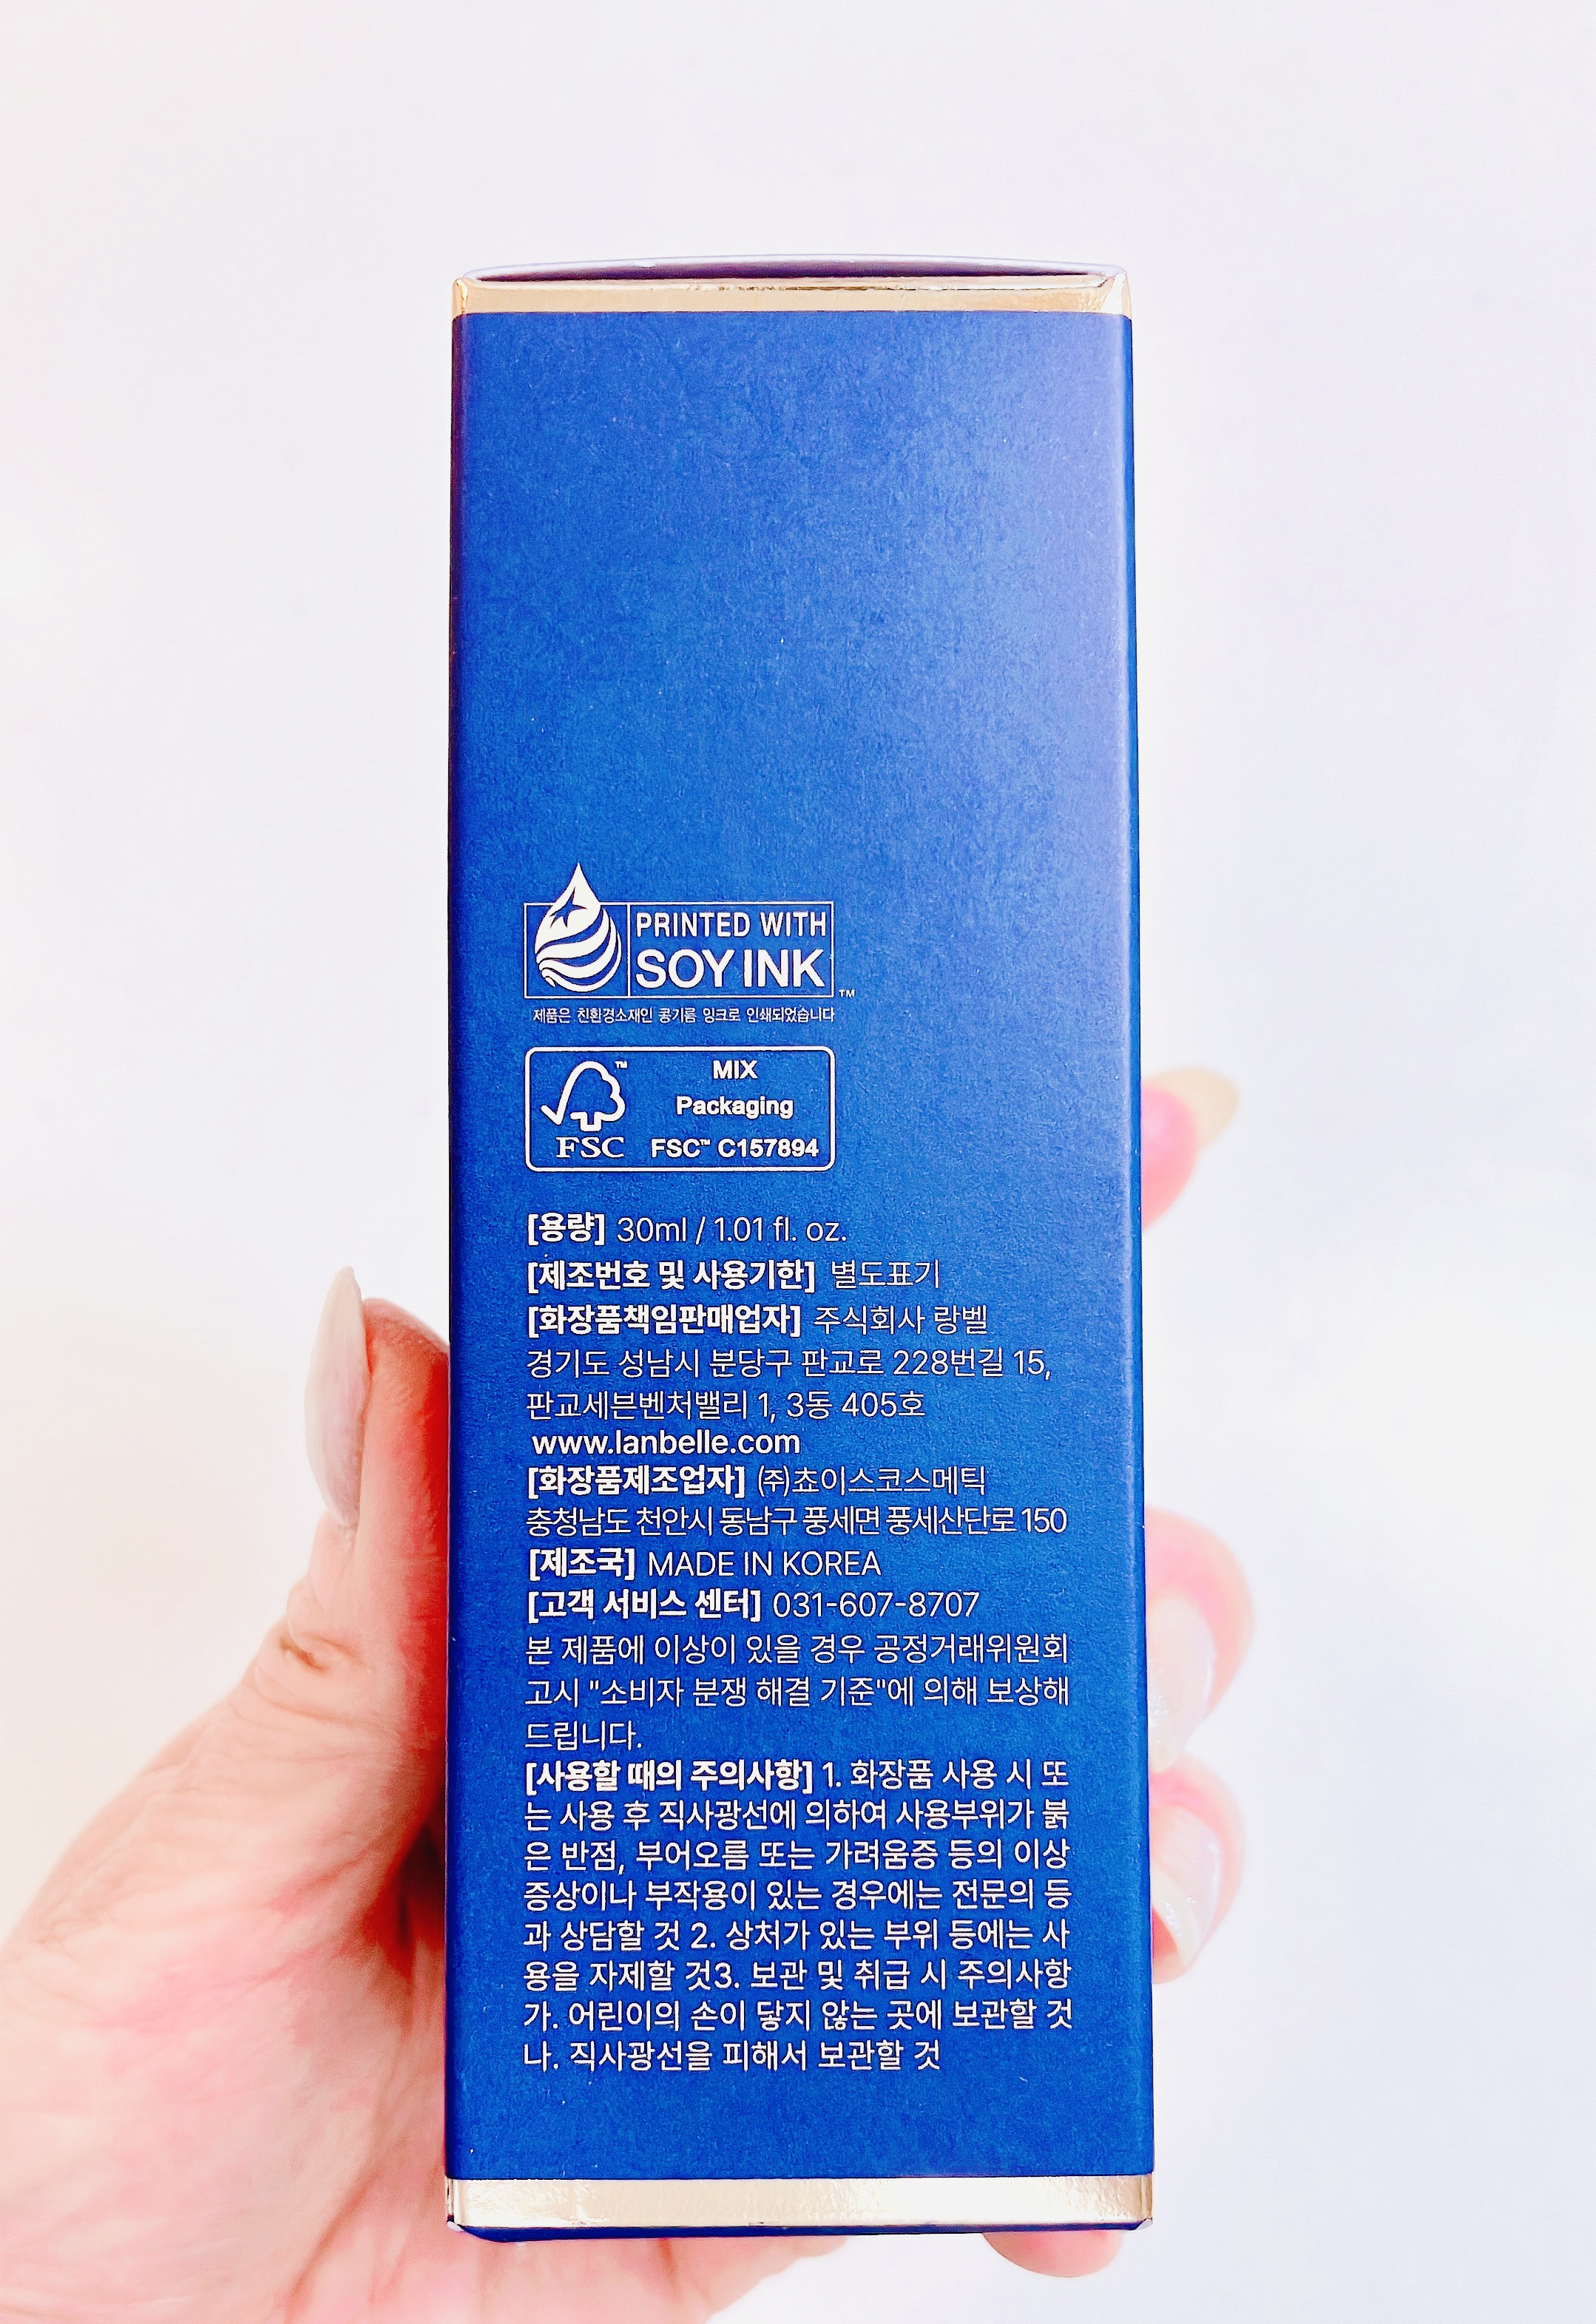 PRINTED WITH
SOY INK
TM
제품은 친환경소재인 콩기름 잉크로 인쇄되었습니다
TM
MIX
Packaging
FSC
FSC™ C157894
[용량] 30ml / 1.01 fl. oz.
[제조번호 및 사용기한] 별도표기
[화장품책임판매업자] 주식회사 랑벨
경기도 성남시 분당구 판교로 228번길 15,
판교세븐벤처밸리 1, 3동 405호
www.lanbelle.com
[화장품제조업자] ㈜쵸이스코스메틱
충청남도 천안시 동남구 풍세면 풍세산단로 150
[제조국] MADE IN KOREA
[고객 서비스 센터] 031-607-8707
본 제품에 이상이 있을 경우 공정거래위원회
고시 "소비자 분쟁 해결 기준"에 의해 보상해
드립니다.
[사용할 때의 주의사항] 1. 화장품 사용 시 또
는 사용 후 직사광선에 의하여 사용부위가 붉
은 반점, 부어오름 또는 가려움증 등의 이상
증상이나 부작용이 있는 경우에는 전문의 등
과 상담할 것 2. 상처가 있는 부위 등에는 사
용을 자제할 것3. 보관 및 취급 시 주의사항
가. 어린이의 손이 닿지 않는 곳에 보관할 것
나. 직사광선을 피해서 보관할 것